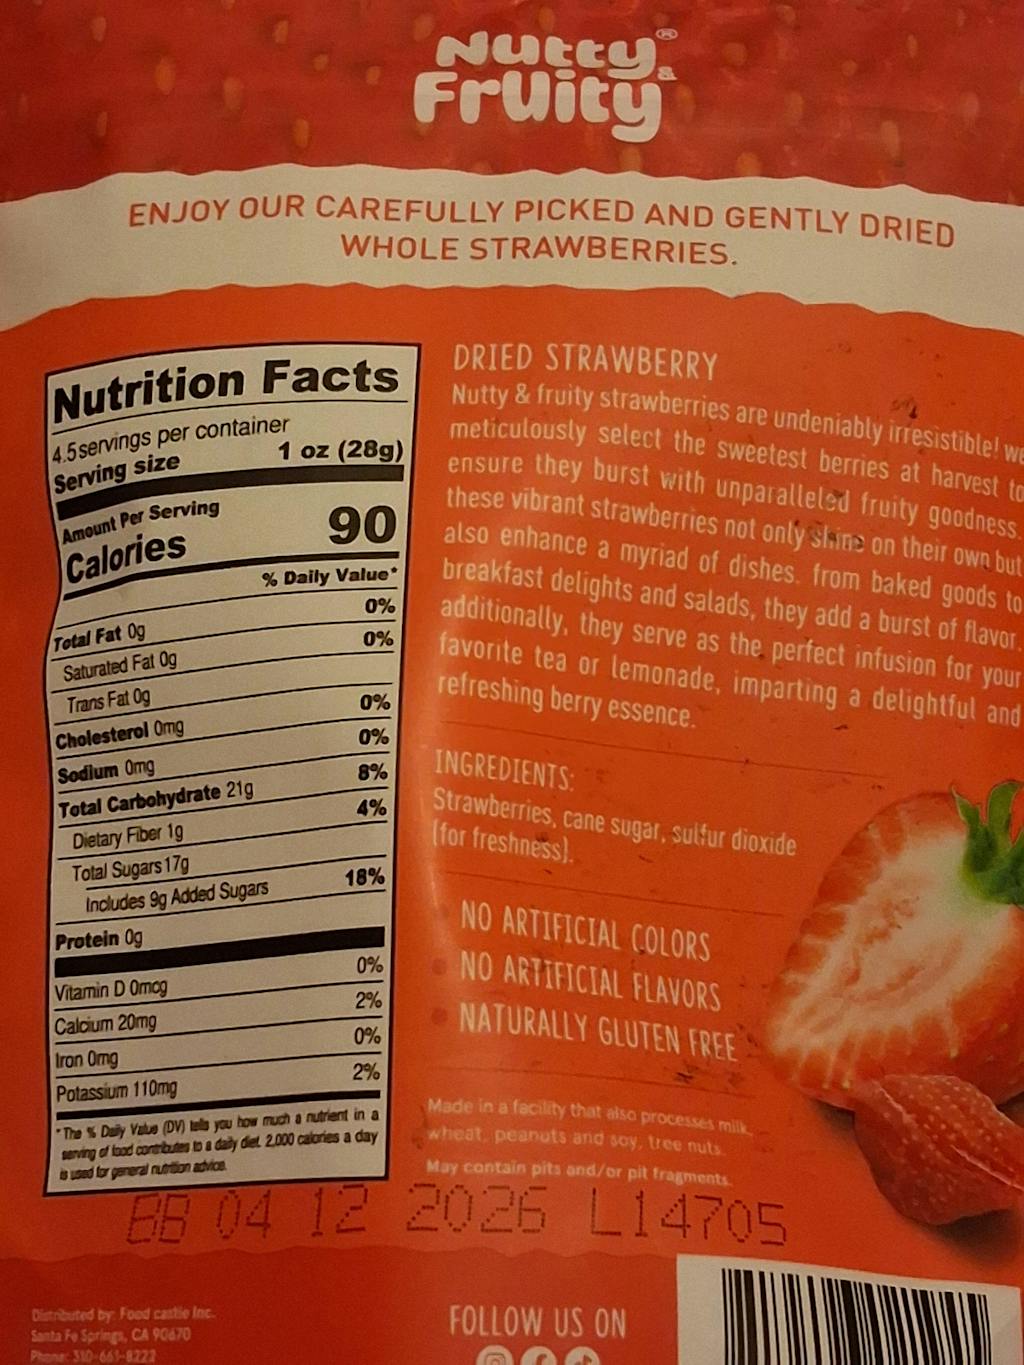 Nutty &
Fruity
ENJOY OUR CAREFULLY PICKED AND GENTLY DRIED
WHOLE STRAWBERRIES.
Nutrition Facts
4.5 servings per container
Serving size 1 oz (28g)
Amount Per Serving
Calories 90
% Daily Value*
Total Fat 0g 0%
Saturated Fat 0g 0%
Trans Fat 0g
Cholesterol 0mg 0%
Sodium 0mg 0%
Total Carbohydrate 21g 8%
Dietary Fiber 1g 4%
Total Sugars 17g
Includes 9g Added Sugars 18%
Protein 0g
Vitamin D 0mcg 0%
Calcium 20mg 2%
Iron 0mg 0%
Potassium 110mg 2%
* The % Daily Value (DV) tells you how much a nutrient in a
serving of food contributes to a daily diet. 2,000 calories a day
is used for general nutrition advice.
DRIED STRAWBERRY
Nutty & fruity strawberries are undeniably irresistible! we
meticulously select the sweetest berries at harvest to
ensure they burst with unparalleled fruity goodness.
these vibrant strawberries not only shine on their own but
also enhance a myriad of dishes. from baked goods to
breakfast delights and salads, they add a burst of flavor.
additionally, they serve as the perfect infusion for your
favorite tea or lemonade, imparting a delightful and
refreshing berry essence.
INGREDIENTS:
Strawberries, cane sugar, sulfur dioxide
(for freshness).
NO ARTIFICIAL COLORS
NO ARTIFICIAL FLAVORS
NATURALLY GLUTEN FREE
Made in a facility that also processes milk,
wheat, peanuts and soy, tree nuts.
May contain pits and/or pit fragments.
BB 04 12 2026 L14705
Distributed by: Food castle Inc.
Santa Fe Springs, CA 90670
Phone: 310-661-8222
FOLLOW US ON